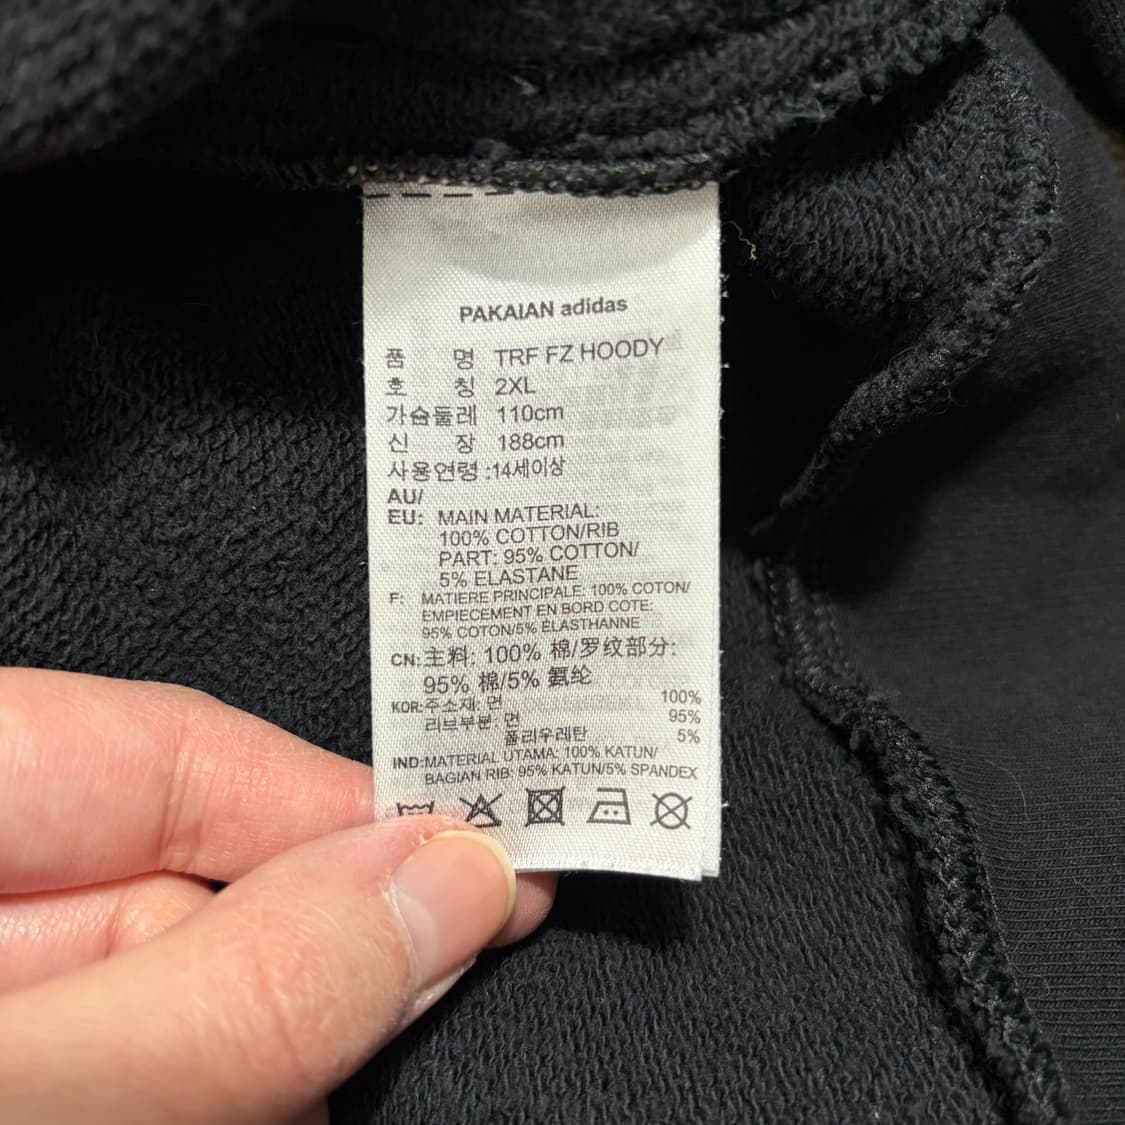 PAKAIAN adidas
품 명 TRF FZ HOODY
호 칭 2XL
가슴둘레 110cm
신 장 188cm
사용연령 :14세이상
AU/
EU: MAIN MATERIAL:
100% COTTON/RIB
PART: 95% COTTON/
5% ELASTANE
F: MATIERE PRINCIPALE: 100% COTON/
EMPIECEMENT EN BORD COTE:
95% COTON/5% ÉLASTHANNE
CN:主料: 100% 棉/罗纹部分:
95% 棉/5% 氨纶
KOR:주소재: 면 100%
리브부분: 면 95%
폴리우레탄 5%
IND:MATERIAL UTAMA: 100% KATUN/
BAGIAN RIB: 95% KATUN/5% SPANDEX